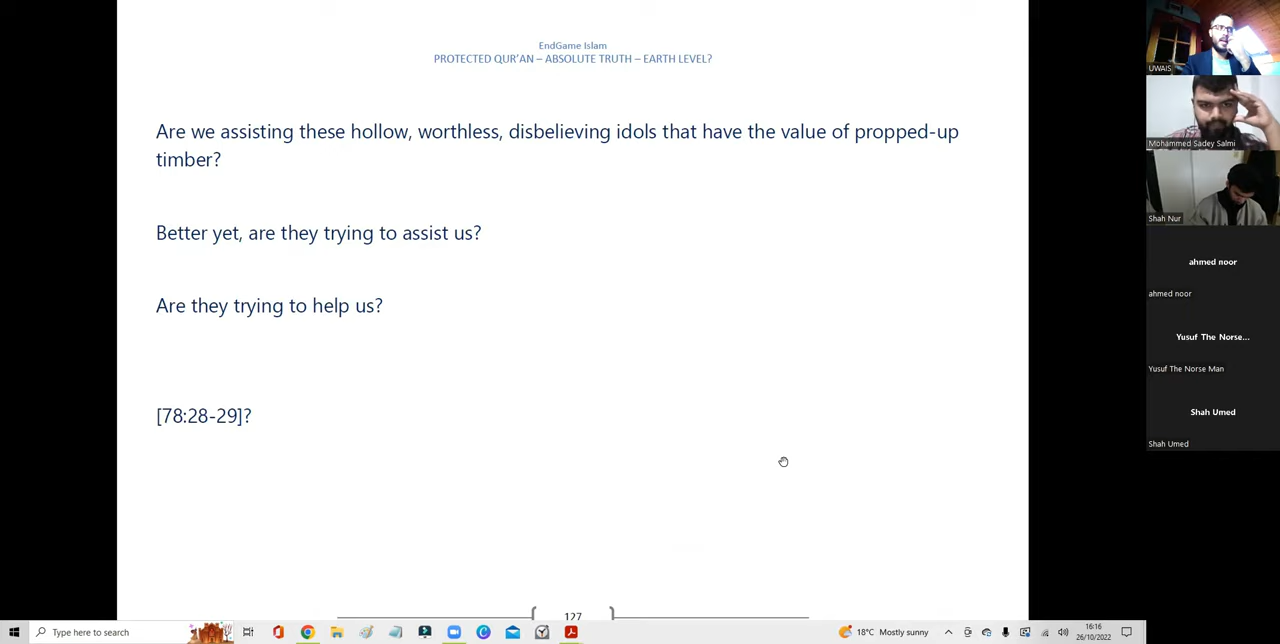 EndGame Islam
PROTECTED QUR'AN – ABSOLUTE TRUTH – EARTH LEVEL?
Are we assisting these hollow, worthless, disbelieving idols that have the value of propped-up
timber?
Better yet, are they trying to assist us?
Are they trying to help us?
[78:28-29]?
127
UWAIS
Mohammed Sadey Salmi
Shah Nur
ahmed noor
ahmed noor
Yusuf The Norse...
Yusuf The Norse Man
Shah Umed
Shah Umed
Type here to search
18°C Mostly sunny
16:16
26/10/2022